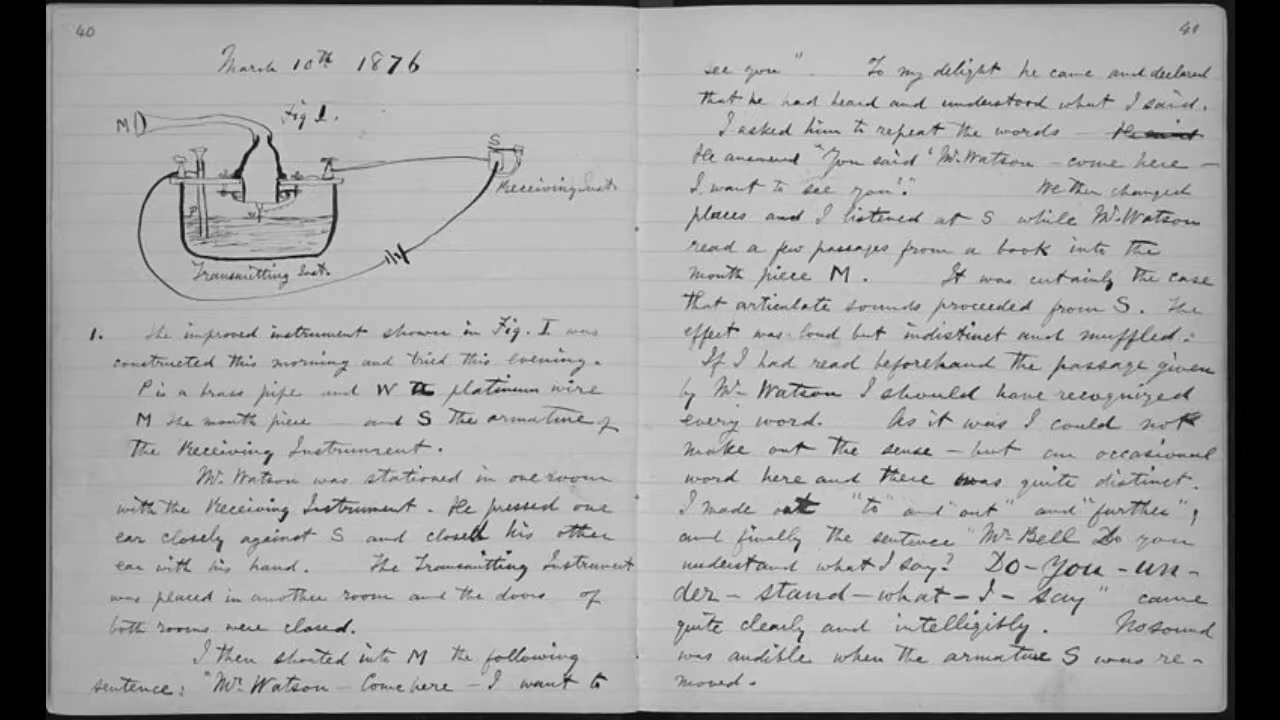 40
March 10th 1876
Fig 1.
M
S
Receiving Inst.
P
W
Transmitting Inst.
1. The improved instrument shown in Fig. I was
constructed this morning and tried this evening.
P is a brass pipe and W the platinum wire
M the mouth piece and S the armature of
the Receiving Instrument.
Mr. Watson was stationed in one room
with the Receiving Instrument. He pressed one
ear closely against S and closed his other
ear with his hand. The Transmitting Instrument
was placed in another room and the doors of
both rooms were closed.
I then shouted into M the following
sentence: "Mr. Watson – Come here – I want to
41
see you". To my delight he came and declared
that he had heard and understood what I said.
I asked him to repeat the words –
He answered "You said 'Mr. Watson – come here –
I want to see you'." We then changed
places and I listened at S while Mr. Watson
read a few passages from a book into the
mouth piece M. It was certainly the case
that articulate sounds proceeded from S. The
effect was loud but indistinct and muffled.
If I had read beforehand the passage given
by Mr. Watson I should have recognized
every word. As it was I could not
make out the sense – but an occasional
word here and there was quite distinct.
I made out "to" and "out" and "further";
and finally the sentence "Mr. Bell Do you
understand what I say? Do – you – un –
der – stand – what – I – say" came
quite clearly and intelligibly. No sound
was audible when the armature S was re –
moved.